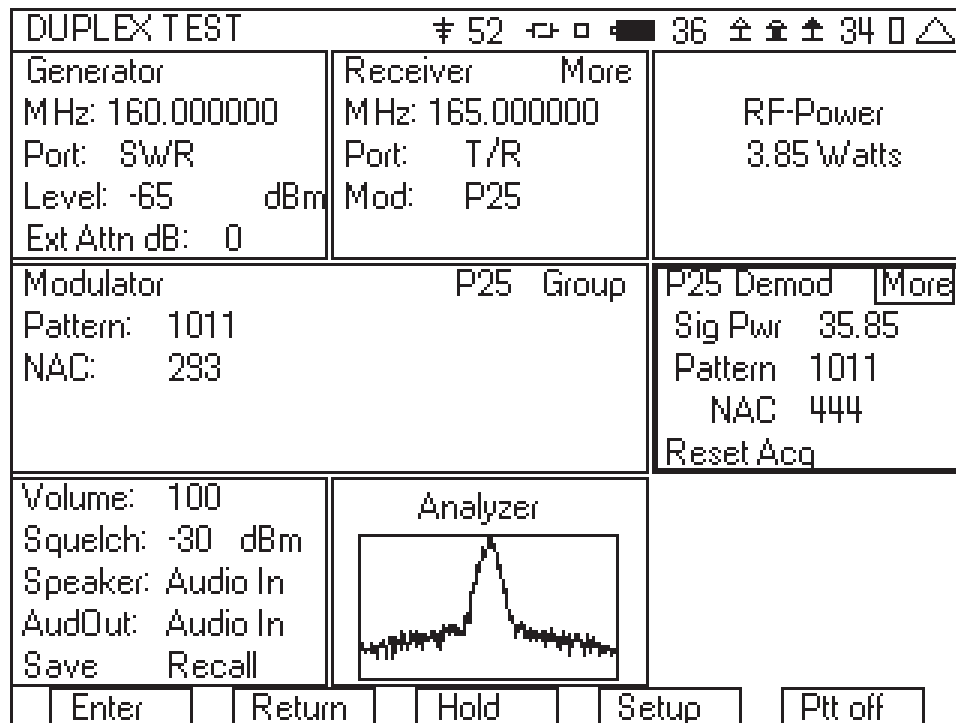 DUPLEX TEST 52 36 34
Generator
MHz: 160.000000
Port: SWR
Level: -65 dBm
Ext Attn dB: 0
Receiver More
MHz: 165.000000
Port: T/R
Mod: P25
RF-Power
3.85 Watts
Modulator P25 Group
Pattern: 1011
NAC: 293
P25 Demod More
Sig Pwr 35.85
Pattern 1011
NAC 444
Reset Acq
Volume: 100
Squelch: -30 dBm
Speaker: Audio In
AudOut: Audio In
Save Recall
Analyzer
Enter Return Hold Setup Ptt off